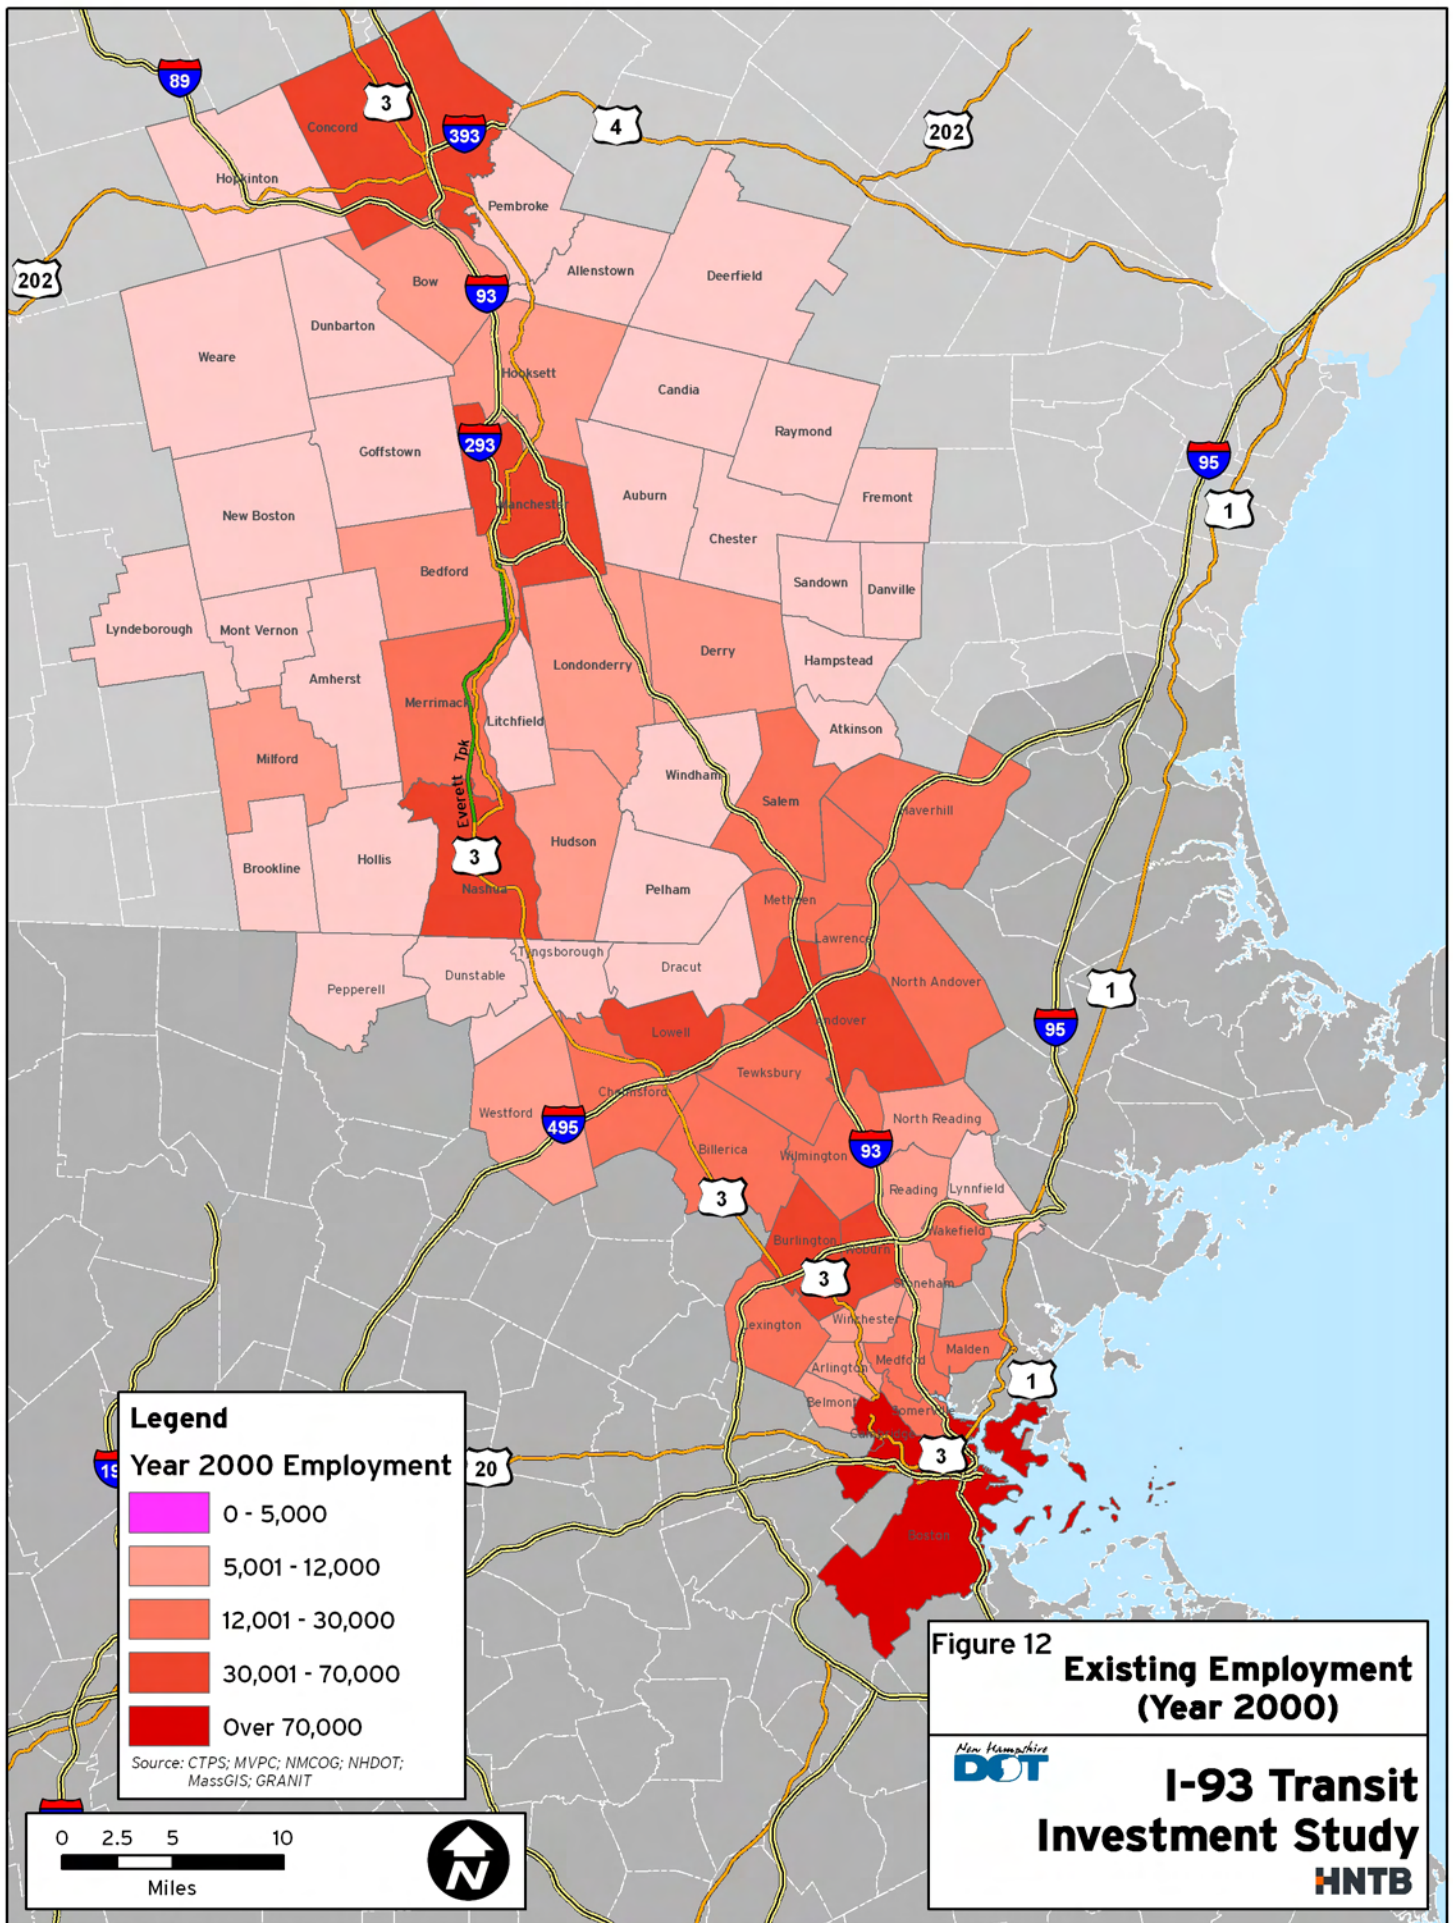 89
3
Concord
393
4
202
Hopkinton
Pembroke
202
Bow
93
Allenstown
Deerfield
Dunbarton
Weare
Hooksett
Candia
Raymond
Goffstown
293
95
New Boston
Manchester
Auburn
Fremont
1
Chester
Bedford
Sandown
Danville
Lyndeborough
Mont Vernon
Londonderry
Derry
Hampstead
Amherst
Merrimack
Litchfield
Atkinson
Milford
Everett Tpk
Windham
Salem
Haverhill
Brookline
Hollis
3
Hudson
Nashua
Pelham
Methuen
Lawrence
Tyngsborough
Dracut
North Andover
Pepperell
Dunstable
1
Lowell
Andover
95
Tewksbury
Chelmsford
Westford
495
North Reading
Billerica
Wilmington
93
3
Reading
Lynnfield
Burlington
Woburn
Wakefield
3
Stoneham
Lexington
Winchester
Medford
Malden
Arlington
1
Belmont
Somerville
Cambridge
3
20
19
Boston
Legend
Year 2000 Employment
0 - 5,000
5,001 - 12,000
12,001 - 30,000
30,001 - 70,000
Over 70,000
Source: CTPS; MVPC; NMCOG; NHDOT;
MassGIS; GRANIT
0 2.5 5 10
Miles
N
Figure 12
Existing Employment
(Year 2000)
New Hampshire
DOT
I-93 Transit
Investment Study
HNTB